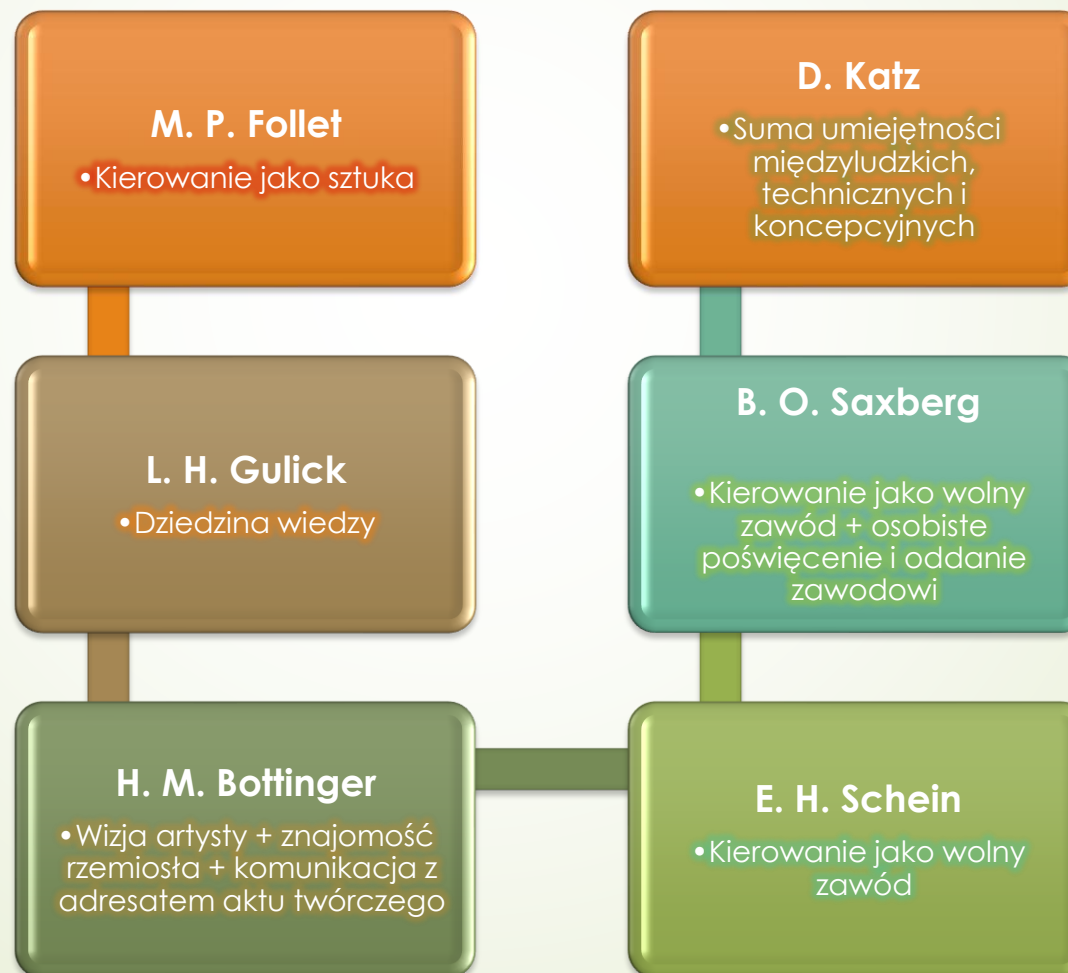 M. P. Follet
•Kierowanie jako sztuka
L. H. Gulick
•Dziedzina wiedzy
H. M. Bottinger
•Wizja artysty + znajomość
rzemiosła + komunikacja z
adresatem aktu twórczego
E. H. Schein
•Kierowanie jako wolny
zawód
B. O. Saxberg
•Kierowanie jako wolny
zawód + osobiste
poświęcenie i oddanie
zawodowi
D. Katz
•Suma umiejętności
międzyludzkich,
technicznych i
koncepcyjnych